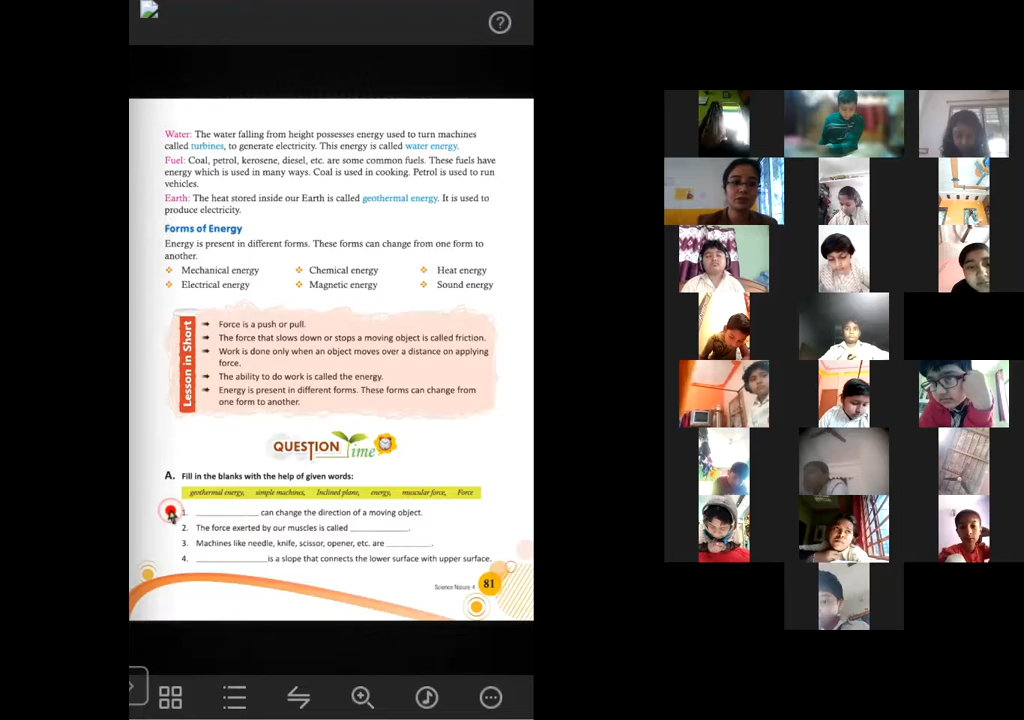 Water: The water falling from height possesses energy used to turn machines
called turbines, to generate electricity. This energy is called water energy.
Fuel: Coal, petrol, kerosene, diesel, etc. are some common fuels. These fuels have
energy which is used in many ways. Coal is used in cooking. Petrol is used to run
vehicles.
Earth: The heat stored inside our Earth is called geothermal energy. It is used to
produce electricity.
Forms of Energy
Energy is present in different forms. These forms can change from one form to
another.
❖ Mechanical energy ❖ Chemical energy ❖ Heat energy
❖ Electrical energy ❖ Magnetic energy ❖ Sound energy
Lesson in Short
➟ Force is a push or pull.
➟ The force that slows down or stops a moving object is called friction.
➟ Work is done only when an object moves over a distance on applying
force.
➟ The ability to do work is called the energy.
➟ Energy is present in different forms. These forms can change from
one form to another.
QUESTION Time
A. Fill in the blanks with the help of given words:
geothermal energy, simple machines, Inclined plane, energy, muscular force, Force
1. ______________ can change the direction of a moving object.
2. The force exerted by our muscles is called ______________.
3. Machines like needle, knife, scissor, opener, etc. are ___________.
4. ________________is a slope that connects the lower surface with upper surface.
Science Nature 4 81